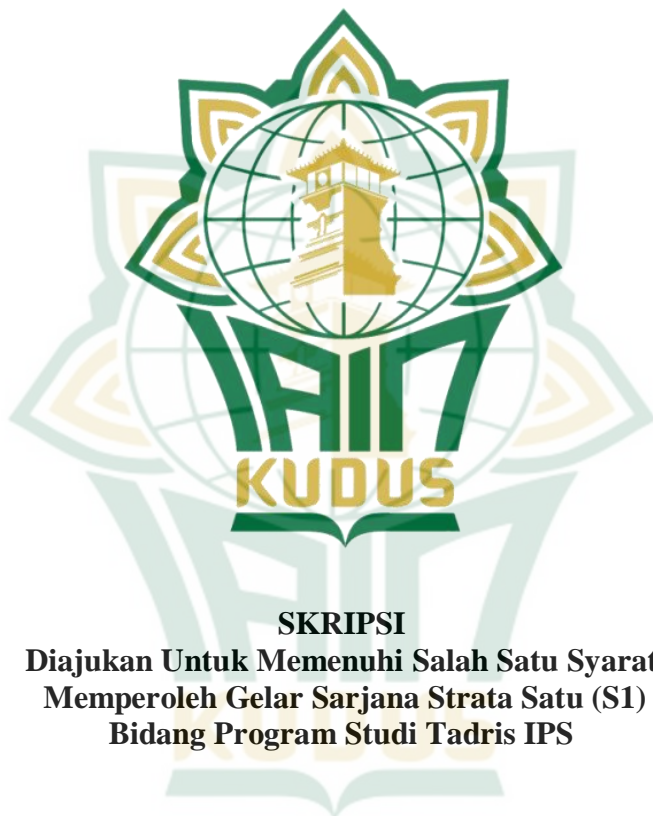 IAIN
KUDUS
SKRIPSI
Diajukan Untuk Memenuhi Salah Satu Syarat
Memperoleh Gelar Sarjana Strata Satu (S1)
Bidang Program Studi Tadris IPS